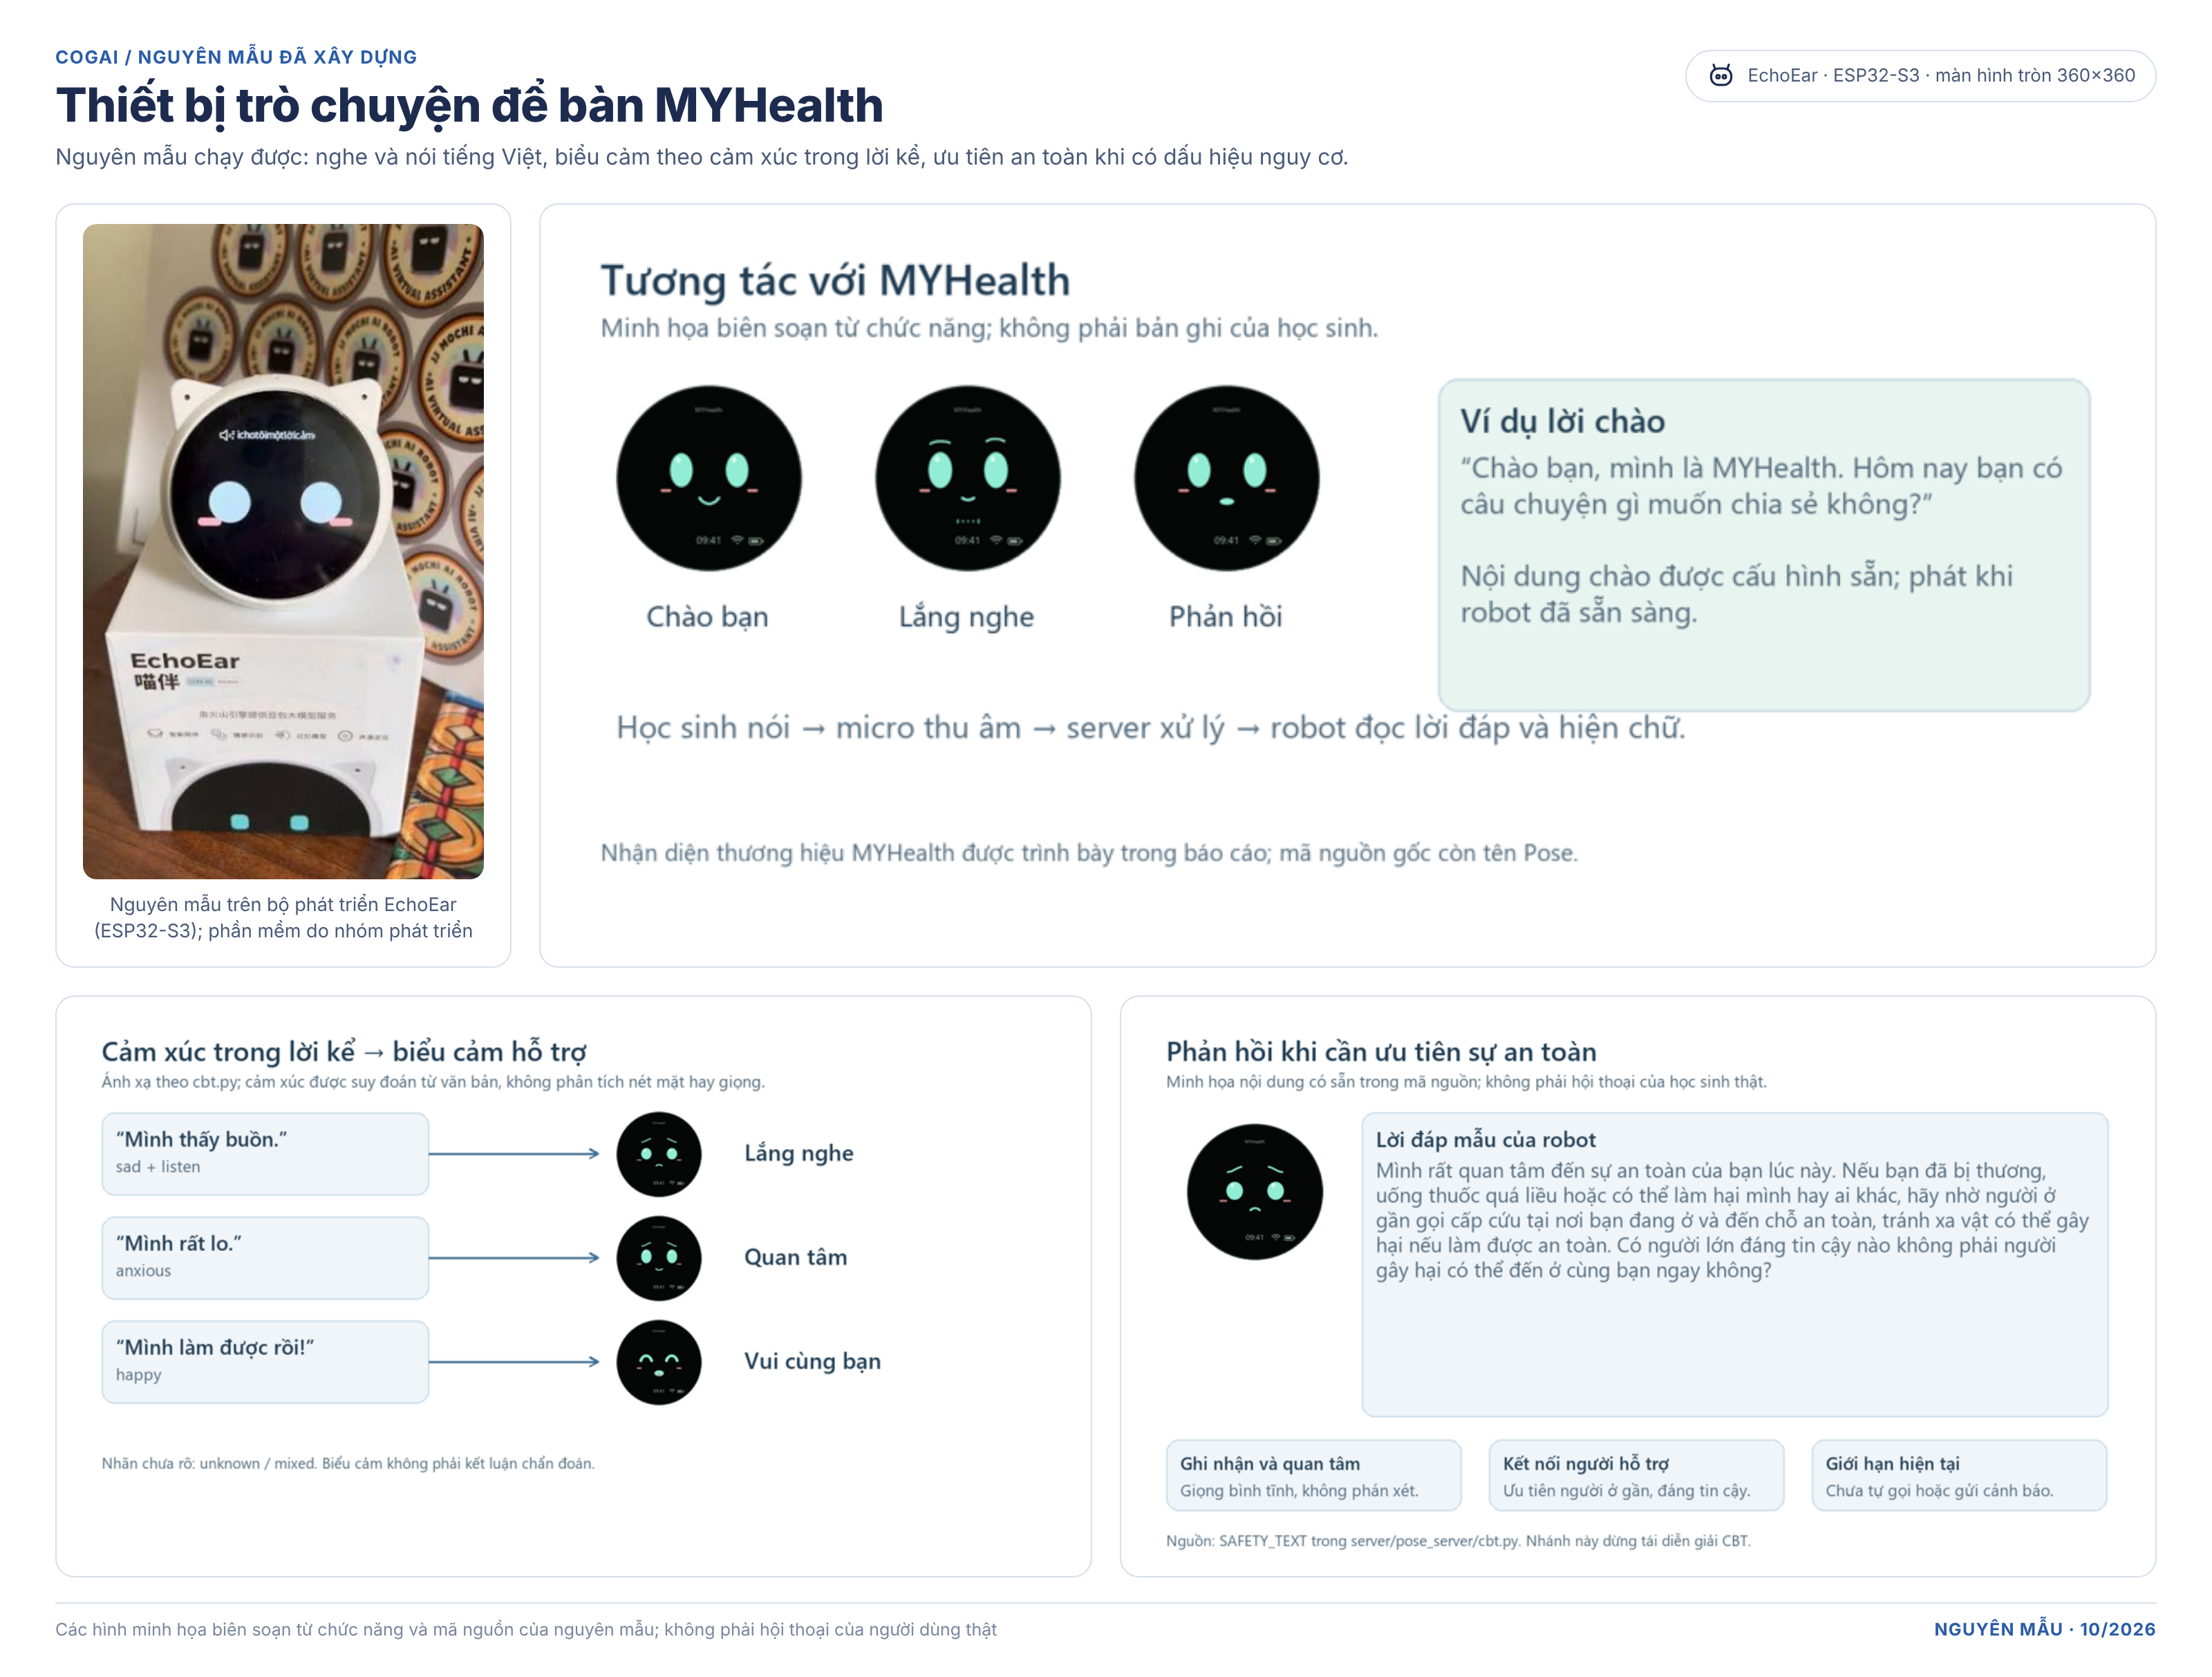 COGAI / NGUYÊN MẪU ĐÃ XÂY DỰNG
Thiết bị trò chuyện để bàn MYHealth
Nguyên mẫu chạy được: nghe và nói tiếng Việt, biểu cảm theo cảm xúc trong lời kể, ưu tiên an toàn khi có dấu hiệu nguy cơ.
EchoEar · ESP32-S3 · màn hình tròn 360×360
EchoEar
喵伴
Nguyên mẫu trên bộ phát triển EchoEar
(ESP32-S3); phần mềm do nhóm phát triển
Tương tác với MYHealth
Minh họa biên soạn từ chức năng; không phải bản ghi của học sinh.
MYHealth
09:41
Chào bạn
MYHealth
09:41
Lắng nghe
MYHealth
09:41
Phản hồi
Ví dụ lời chào
“Chào bạn, mình là MYHealth. Hôm nay bạn có
câu chuyện gì muốn chia sẻ không?”
Nội dung chào được cấu hình sẵn; phát khi
robot đã sẵn sàng.
Học sinh nói → micro thu âm → server xử lý → robot đọc lời đáp và hiện chữ.
Nhận diện thương hiệu MYHealth được trình bày trong báo cáo; mã nguồn gốc còn tên Pose.
Cảm xúc trong lời kể → biểu cảm hỗ trợ
Ánh xạ theo cbt.py; cảm xúc được suy đoán từ văn bản, không phân tích nét mặt hay giọng.
“Mình thấy buồn.”
sad + listen
Lắng nghe
“Mình rất lo.”
anxious
Quan tâm
“Mình làm được rồi!”
happy
Vui cùng bạn
Nhãn chưa rõ: unknown / mixed. Biểu cảm không phải kết luận chẩn đoán.
Phản hồi khi cần ưu tiên sự an toàn
Minh họa nội dung có sẵn trong mã nguồn; không phải hội thoại của học sinh thật.
09:41
Lời đáp mẫu của robot
Mình rất quan tâm đến sự an toàn của bạn lúc này. Nếu bạn đã bị thương,
uống thuốc quá liều hoặc có thể làm hại mình hay ai khác, hãy nhờ người ở
gần gọi cấp cứu tại nơi bạn đang ở và đến chỗ an toàn, tránh xa vật có thể gây
hại nếu làm được an toàn. Có người lớn đáng tin cậy nào không phải người
gây hại có thể đến ở cùng bạn ngay không?
Ghi nhận và quan tâm
Giọng bình tĩnh, không phán xét.
Kết nối người hỗ trợ
Ưu tiên người ở gần, đáng tin cậy.
Giới hạn hiện tại
Chưa tự gọi hoặc gửi cảnh báo.
Nguồn: SAFETY_TEXT trong server/pose_server/cbt.py. Nhánh này dừng tái diễn giải CBT.
Các hình minh họa biên soạn từ chức năng và mã nguồn của nguyên mẫu; không phải hội thoại của người dùng thật
NGUYÊN MẪU · 10/2026